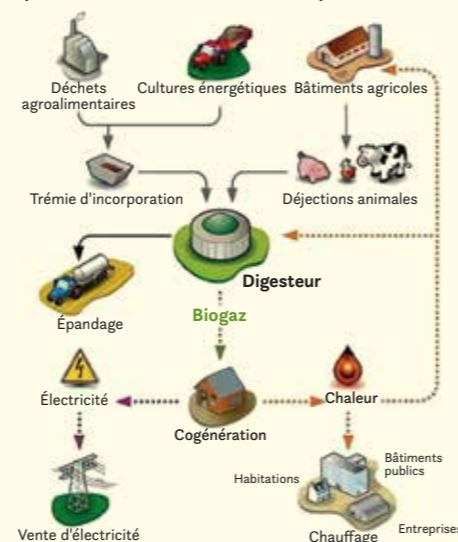 Déchets
agroalimentaires
Cultures énergétiques
Bâtiments agricoles
Trémie d'incorporation
Déjections animales
Digesteur
Épandage
Biogaz
Électricité
Chaleur
Cogénération
Habitations
Bâtiments
publics
Entreprises
Vente d'électricité
Chauffage